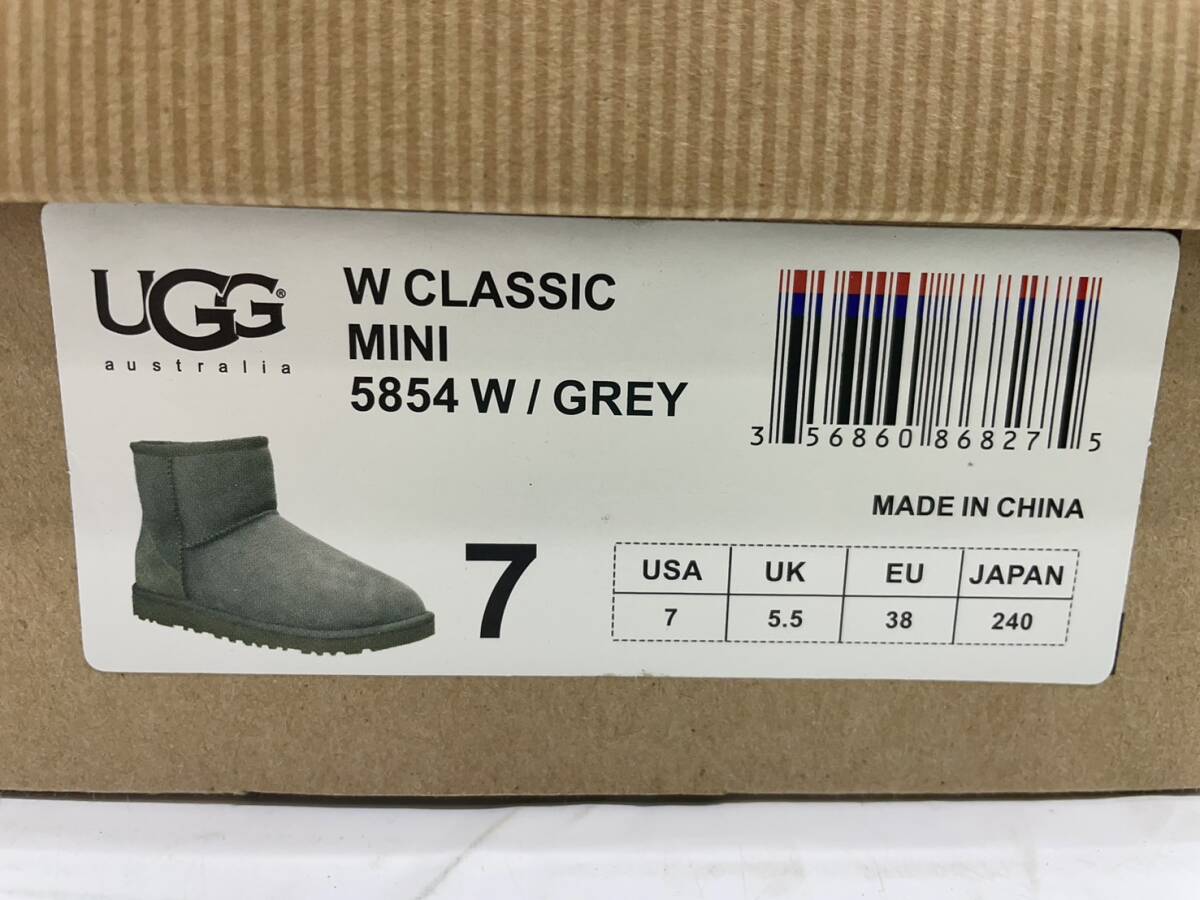 UGG®
australia
W CLASSIC
MINI
5854 W / GREY
3 56860 86827 5
MADE IN CHINA
7
USA UK EU JAPAN
7 5.5 38 240